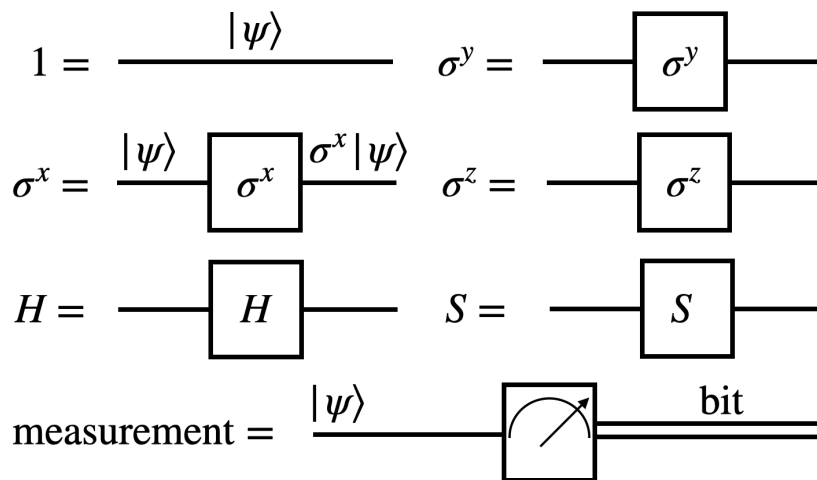 1 = |ψ⟩ σʸ = σʸ
σˣ = |ψ⟩ σˣ σˣ|ψ⟩ σᶻ = σᶻ
H = H S = S
measurement = |ψ⟩ bit